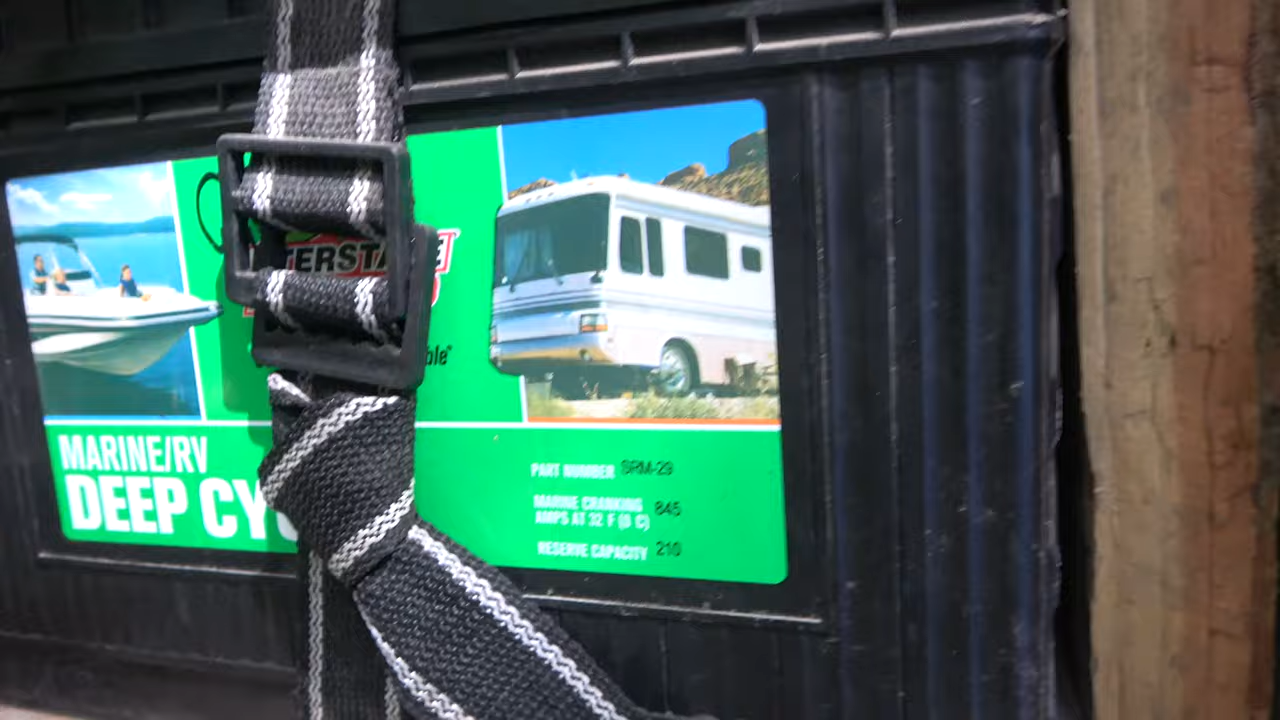 TERSTA
ble®
MARINE/RV
DEEP CY
PART NUMBER SRM-29
MARINE CRANKING
AMPS AT 32 F (0 C) 845
RESERVE CAPACITY 210